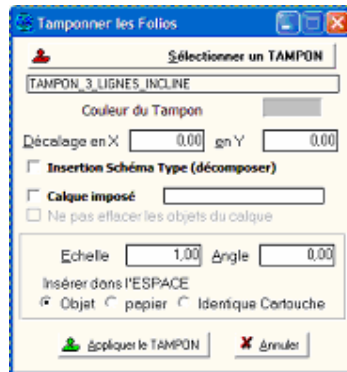 Tamponner les Folios
Sélectionner un TAMPON
TAMPON_3_LIGNES_INCLINE
Couleur du Tampon
Décalage en X 0,00 en Y 0,00
Insertion Schéma Type (décomposer)
Calque imposé
Ne pas effacer les objets du calque
Echelle 1,00 Angle 0,00
Insérer dans l'ESPACE
Objet papier Identique Cartouche
Appliquer le TAMPON Annuler